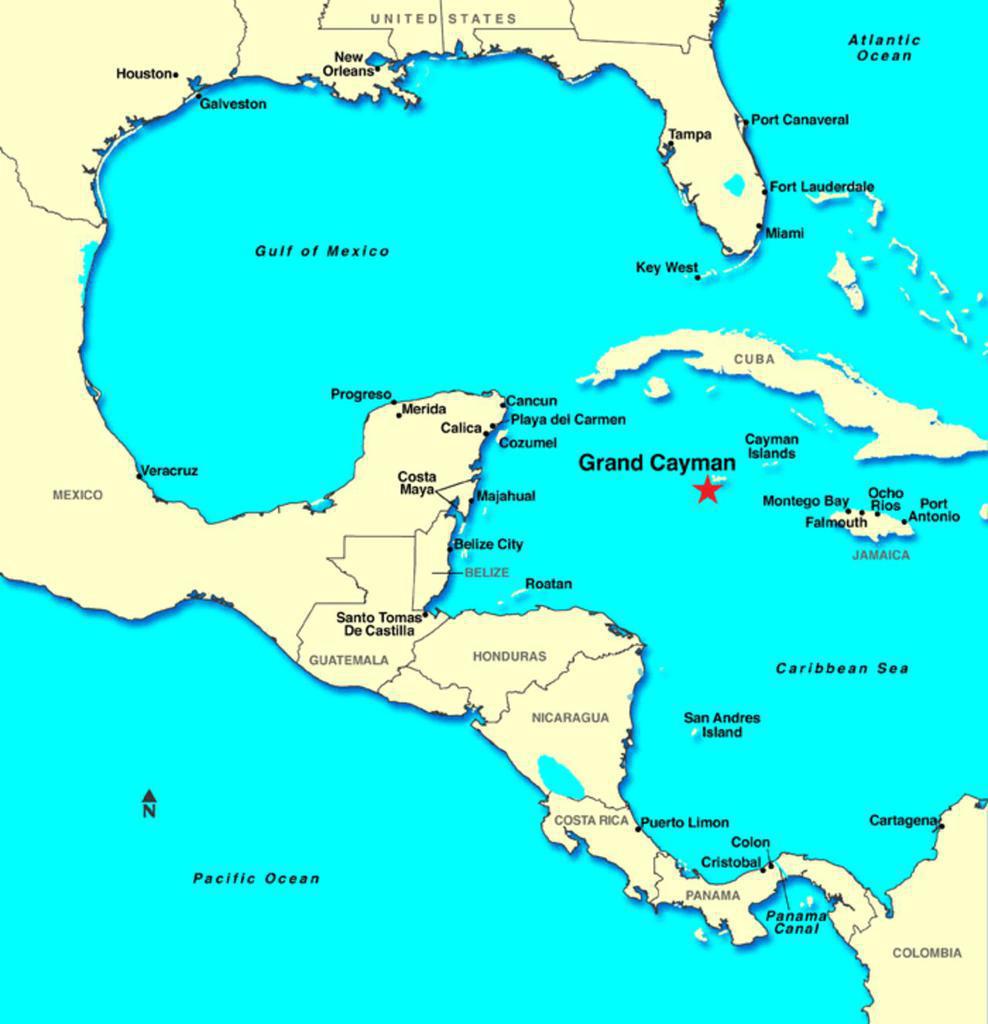 UNITED STATES
Atlantic
Ocean
New
Orleans
Houston
Galveston
Port Canaveral
Tampa
Fort Lauderdale
Miami
Gulf of Mexico
Key West
CUBA
Progreso
Merida
Cancun
Playa del Carmen
Calica
Cozumel
Cayman
Islands
Grand Cayman
Veracruz
MEXICO
Costa
Maya
Majahual
Montego Bay
Ocho
Rios
Port
Antonio
Falmouth
JAMAICA
Belize City
BELIZE
Roatan
Santo Tomas
De Castilla
GUATEMALA
HONDURAS
Caribbean Sea
NICARAGUA
San Andres
Island
N
COSTA RICA
Puerto Limon
Cartagena
Colon
Cristobal
Pacific Ocean
PANAMA
Panama
Canal
COLOMBIA